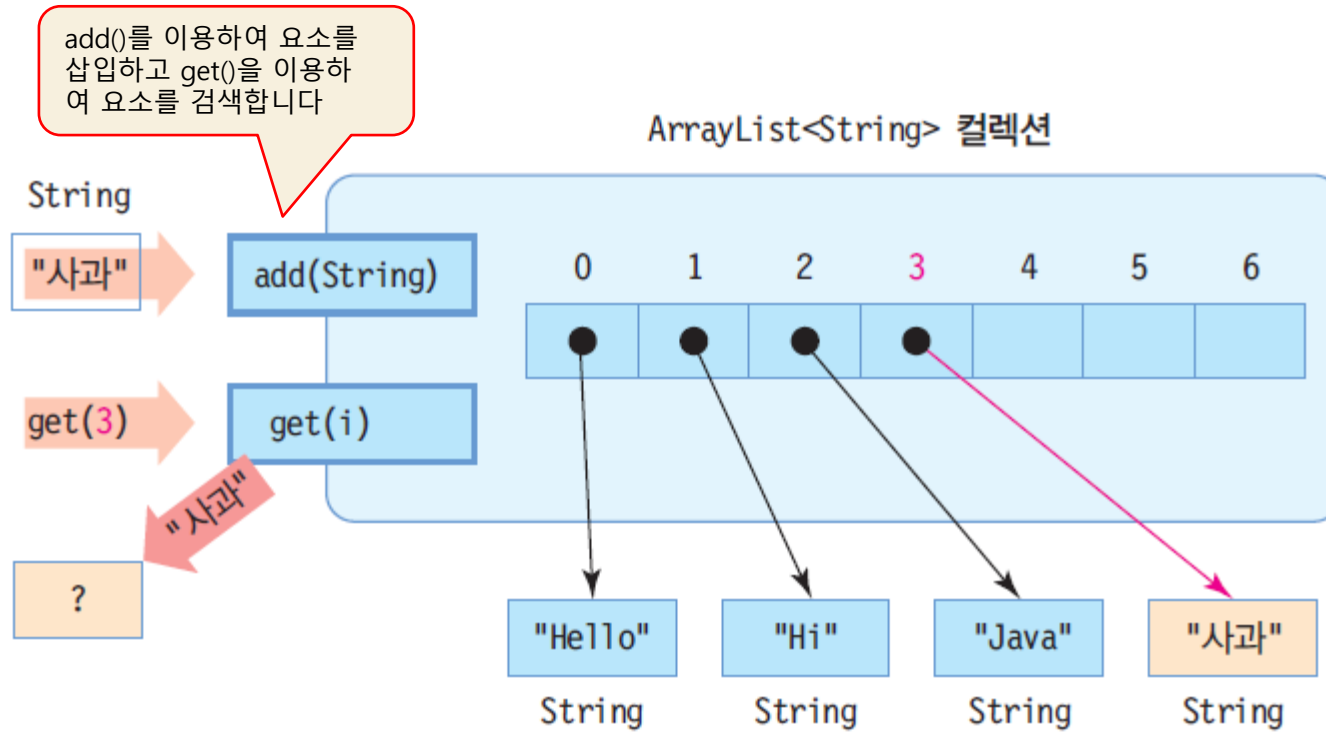 add()를 이용하여 요소를
삽입하고 get()을 이용하
여 요소를 검색합니다
ArrayList<String> 컬렉션
String
"사과"
add(String)
0 1 2 3 4 5 6
get(3)
get(i)
"사과"
?
"Hello" "Hi" "Java" "사과"
String String String String